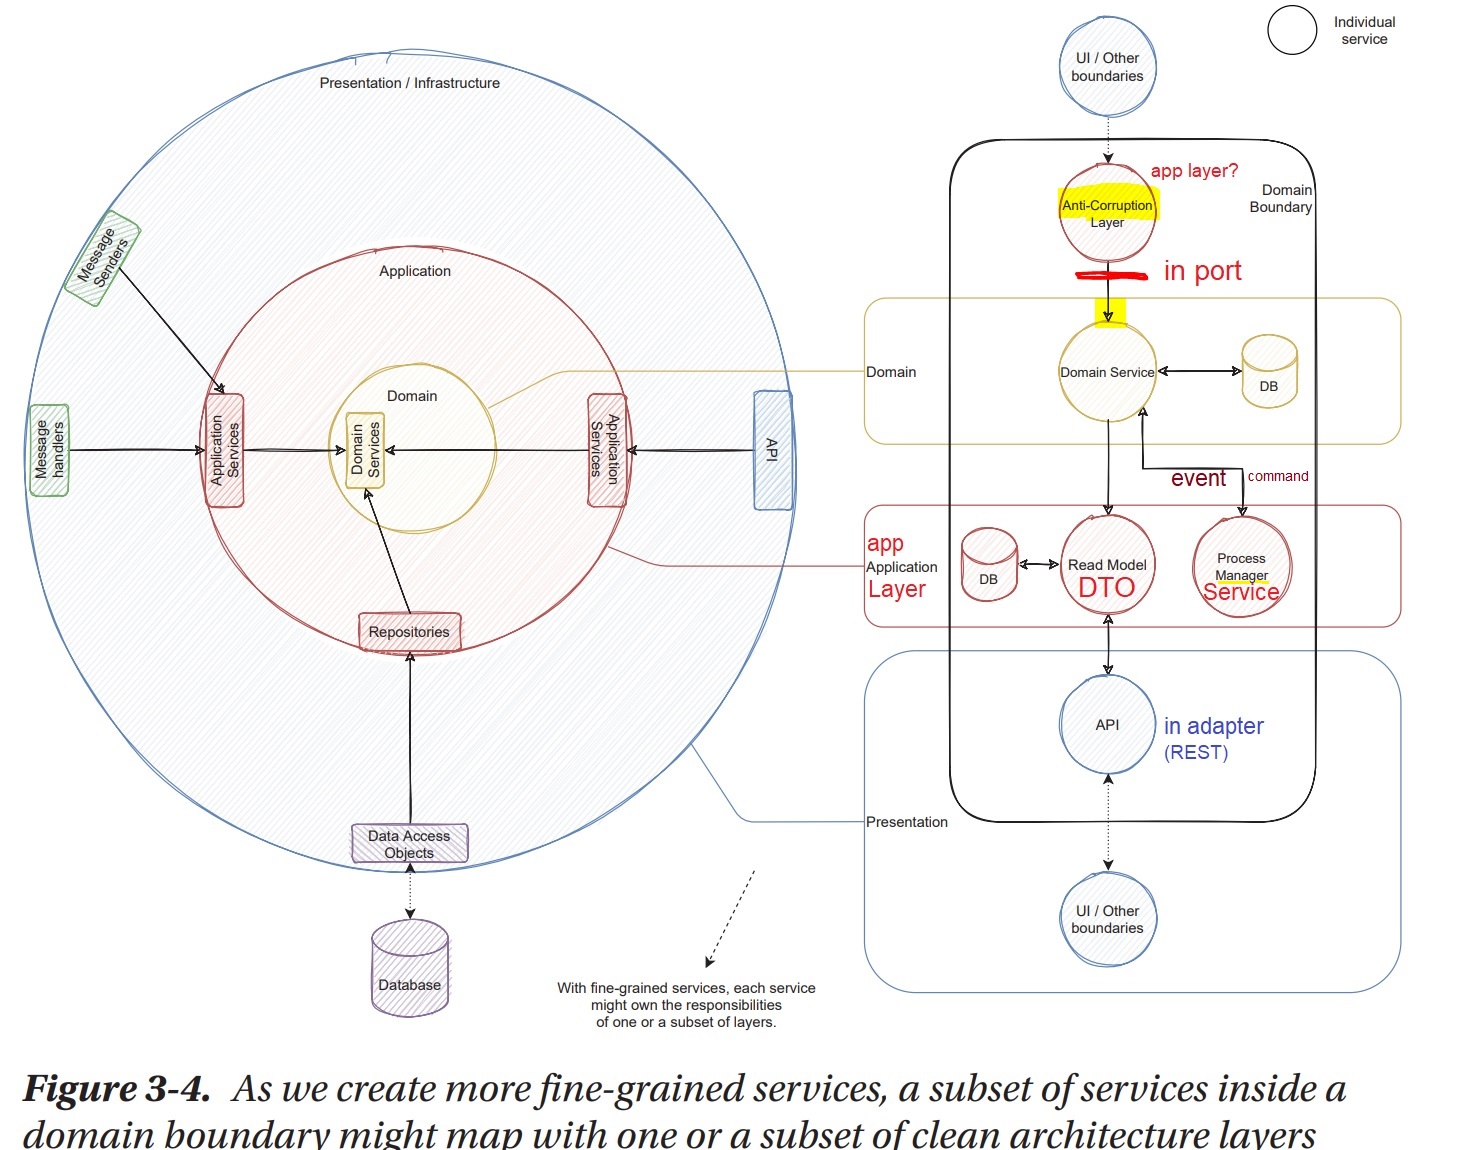 Presentation / Infrastructure
Message
Senders
Application
Domain
Message
handlers
Application
Services
Domain
Services
Application
Services
API
Repositories
Data Access
Objects
Database
With fine-grained services, each service
might own the responsibilities
of one or a subset of layers.
Individual
service
UI / Other
boundaries
app layer?
Anti-Corruption
Layer
Domain
Boundary
in port
Domain
Domain Service
DB
event
command
app
Application
Layer
DB
Read Model
DTO
Process
Manager
Service
API
in adapter
(REST)
Presentation
UI / Other
boundaries
Figure 3-4. As we create more fine-grained services, a subset of services inside a
domain boundary might map with one or a subset of clean architecture layers